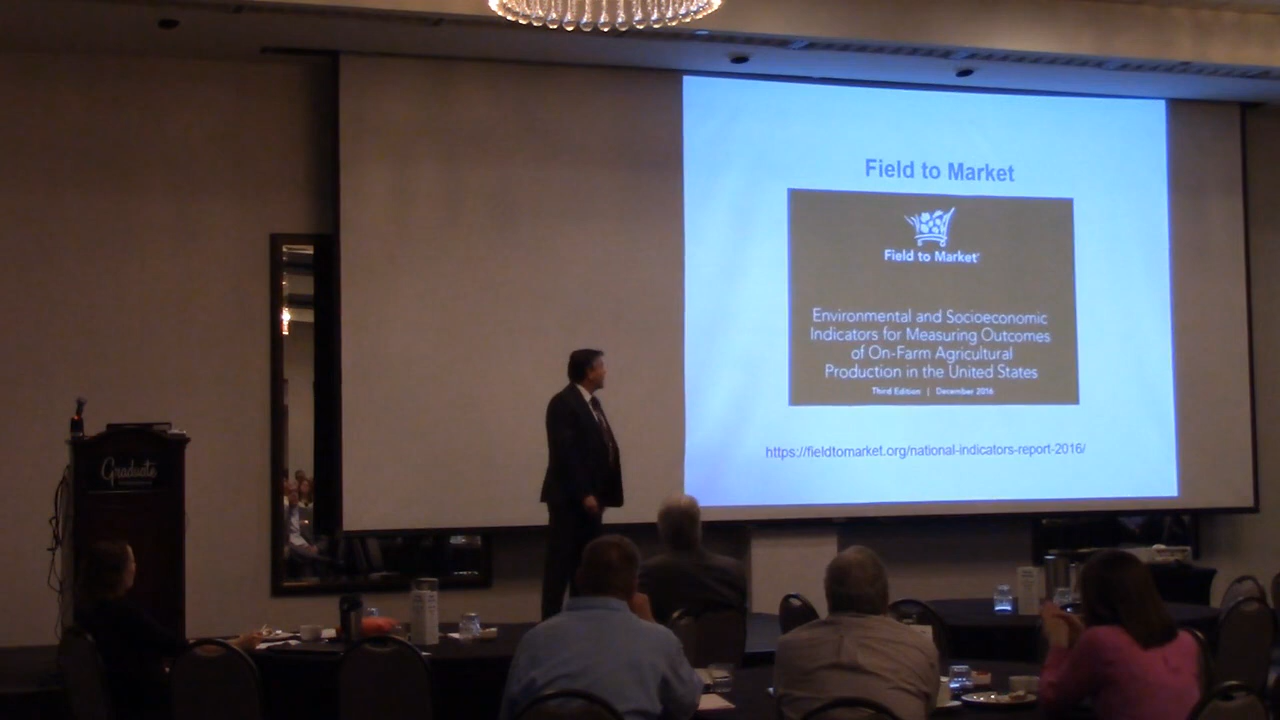 Field to Market
Field to Market
Environmental and Socioeconomic
Indicators for Measuring Outcomes
of On-Farm Agricultural
Production in the United States
Third Edition | December 2016
https://fieldtomarket.org/national-indicators-report-2016/
Graduate